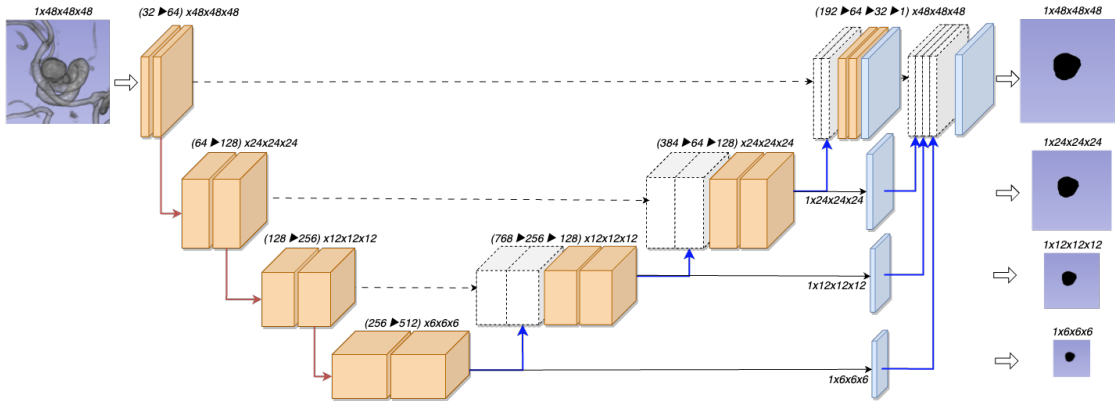 1x48x48x48
(32 ►64) x48x48x48
(192 ►64 ►32 ►1) x48x48x48
1x48x48x48
(64 ►128) x24x24x24
(384 ►64 ►128) x24x24x24
1x24x24x24
1x24x24x24
(128 ►256) x12x12x12
(768 ►256 ► 128) x12x12x12
1x12x12x12
1x12x12x12
(256 ►512) x6x6x6
1x6x6x6
1x6x6x6